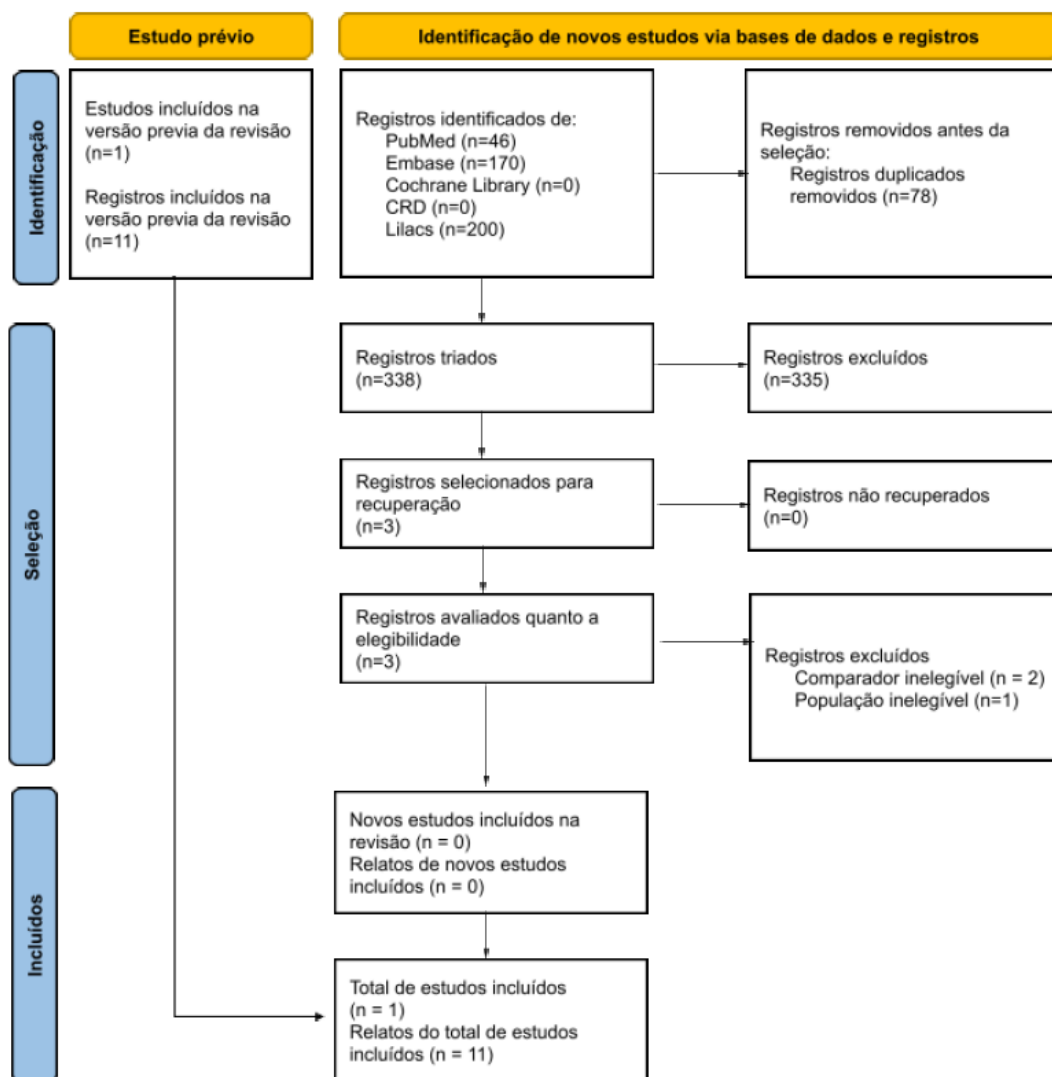 Estudo prévio
Identificação de novos estudos via bases de dados e registros
Identificação
Estudos incluídos na
versão previa da revisão
(n=1)
Registros incluídos na
versão previa da revisão
(n=11)
Registros identificados de:
PubMed (n=46)
Embase (n=170)
Cochrane Library (n=0)
CRD (n=0)
Lilacs (n=200)
Registros removidos antes da
seleção:
Registros duplicados
removidos (n=78)
Seleção
Registros triados
(n=338)
Registros excluídos
(n=335)
Registros selecionados para
recuperação
(n=3)
Registros não recuperados
(n=0)
Registros avaliados quanto a
elegibilidade
(n=3)
Registros excluídos
Comparador inelegível (n = 2)
População inelegível (n=1)
Incluídos
Novos estudos incluídos na
revisão (n = 0)
Relatos de novos estudos
incluídos (n = 0)
Total de estudos incluídos
(n = 1)
Relatos do total de estudos
incluídos (n = 11)